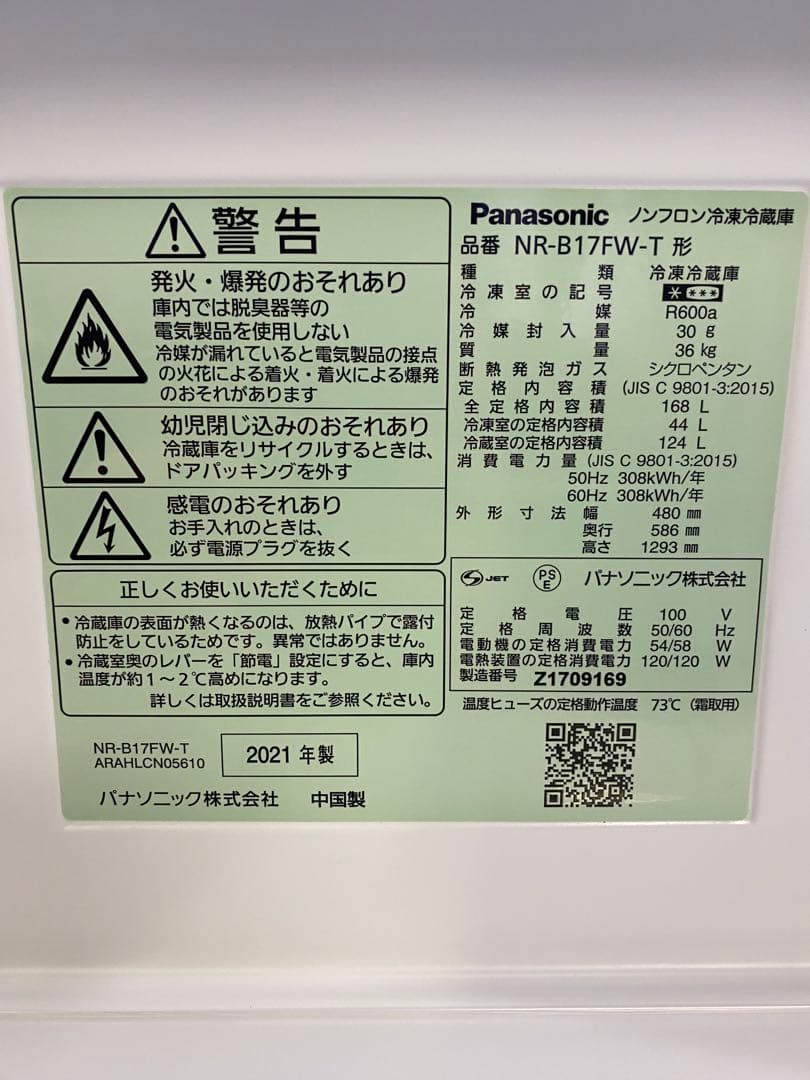 警告
発火・爆発のおそれあり
庫内では脱臭器等の
電気製品を使用しない
冷媒が漏れていると電気製品の接点
の火花による着火・着火による爆発
のおそれがあります
幼児閉じ込みのおそれあり
冷蔵庫をリサイクルするときは、
ドアパッキングを外す
感電のおそれあり
お手入れのときは、
必ず電源プラグを抜く
正しくお使いいただくために
・冷蔵庫の表面が熱くなるのは、放熱パイプで露付
防止をしているためです。異常ではありません。
・冷蔵室奥のレバーを「節電」設定にすると、庫内
温度が約1～2℃高めになります。
詳しくは取扱説明書をご参照ください。
NR-B17FW-T
ARAHLCN05610
2021 年製
パナソニック株式会社 中国製
Panasonic ノンフロン冷凍冷蔵庫
品番 NR-B17FW-T 形
種類 冷凍冷蔵庫
冷凍室の記号 ****
冷媒 R600a
冷媒封入量 30 g
質量 36 kg
断熱発泡ガス シクロペンタン
定格内容積 (JIS C 9801-3:2015)
全定格内容積 168 L
冷凍室の定格内容積 44 L
冷蔵室の定格内容積 124 L
消費電力量 (JIS C 9801-3:2015)
50Hz 308kWh/年
60Hz 308kWh/年
外形寸法 幅 480 mm
奥行 586 mm
高さ 1293 mm
S JET PS E パナソニック株式会社
定格電圧 100 V
定格周波数 50/60 Hz
電動機の定格消費電力 54/58 W
電熱装置の定格消費電力 120/120 W
製造番号 Z1709169
温度ヒューズの定格動作温度 73℃ (霜取用)